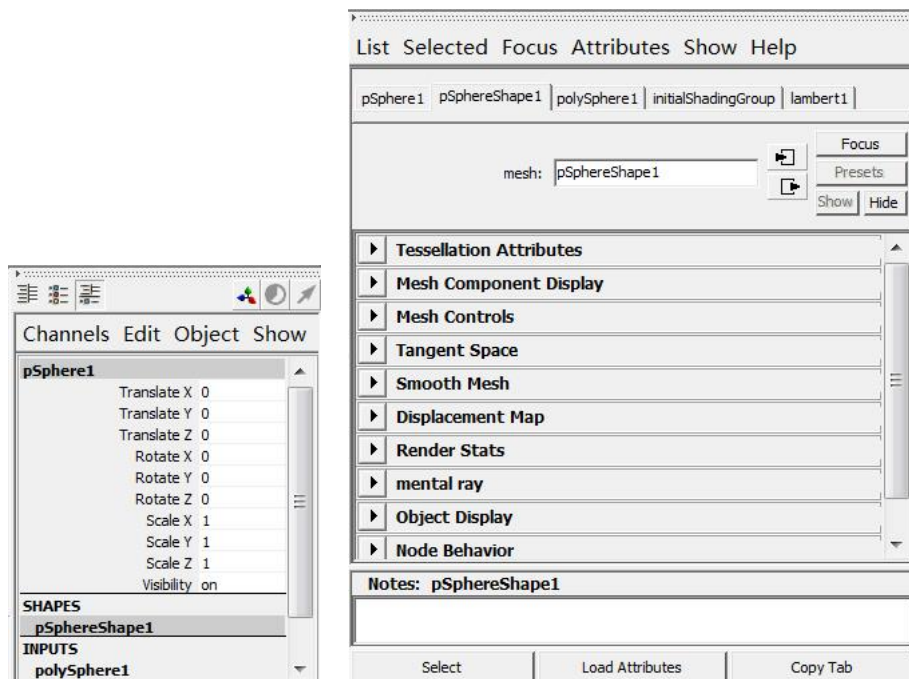 Channels Edit Object Show
pSphere1
Translate X 0
Translate Y 0
Translate Z 0
Rotate X 0
Rotate Y 0
Rotate Z 0
Scale X 1
Scale Y 1
Scale Z 1
Visibility on
SHAPES
pSphereShape1
INPUTS
polySphere1
List Selected Focus Attributes Show Help
pSphere1 pSphereShape1 polySphere1 initialShadingGroup lambert1
mesh: pSphereShape1
Focus
Presets
Show Hide
Tessellation Attributes
Mesh Component Display
Mesh Controls
Tangent Space
Smooth Mesh
Displacement Map
Render Stats
mental ray
Object Display
Node Behavior
Notes: pSphereShape1
Select Load Attributes Copy Tab